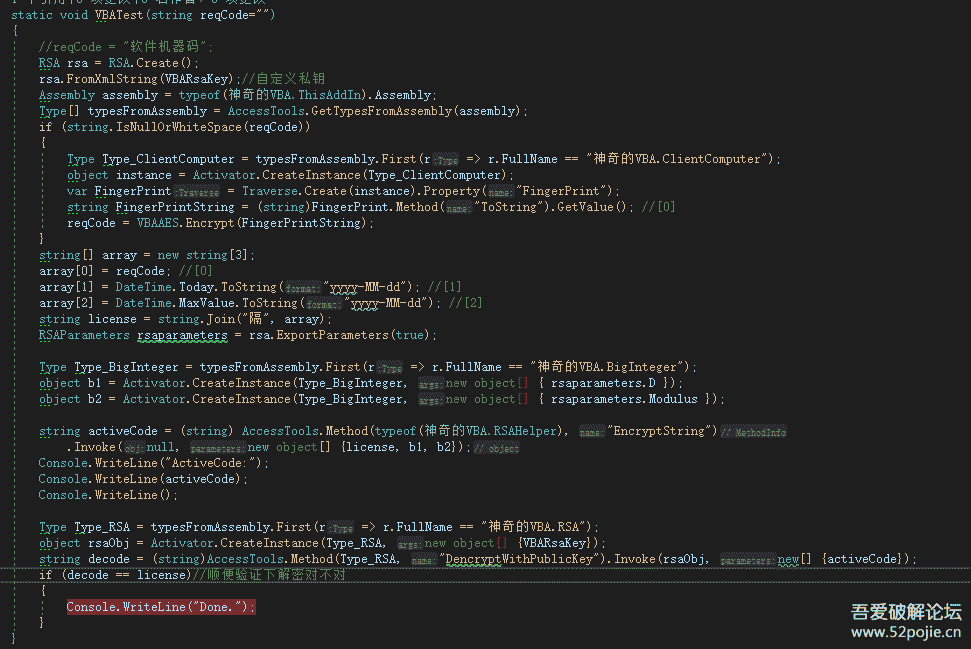 static void VBATest(string reqCode="")
{
//reqCode = "软件机器码";
RSA rsa = RSA.Create();
rsa.FromXmlString(VBARsaKey);//自定义私钥
Assembly assembly = typeof(神奇的VBA.ThisAddIn).Assembly;
Type[] typesFromAssembly = AccessTools.GetTypesFromAssembly(assembly);
if (string.IsNullOrWhiteSpace(reqCode))
{
Type Type_ClientComputer = typesFromAssembly.First(r:Type => r.FullName == "神奇的VBA.ClientComputer");
object instance = Activator.CreateInstance(Type_ClientComputer);
var FingerPrint:Traverse = Traverse.Create(instance).Property(name:"FingerPrint");
string FingerPrintString = (string)FingerPrint.Method(name:"ToString").GetValue(); //[0]
reqCode = VBAAES.Encrypt(FingerPrintString);
}
string[] array = new string[3];
array[0] = reqCode; //[0]
array[1] = DateTime.Today.ToString(format:"yyyy-MM-dd"); //[1]
array[2] = DateTime.MaxValue.ToString(format:"yyyy-MM-dd"); //[2]
string license = string.Join("隔", array);
RSAParameters rsaparameters = rsa.ExportParameters(true);
Type Type_BigInteger = typesFromAssembly.First(r:Type => r.FullName == "神奇的VBA.BigInteger");
object b1 = Activator.CreateInstance(Type_BigInteger, args:new object[] { rsaparameters.D });
object b2 = Activator.CreateInstance(Type_BigInteger, args:new object[] { rsaparameters.Modulus });
string activeCode = (string) AccessTools.Method(typeof(神奇的VBA.RSAHelper), name:"EncryptString") // MethodInfo
.Invoke(obj:null, parameters:new object[] {license, b1, b2}); // object
Console.WriteLine("ActiveCode:");
Console.WriteLine(activeCode);
Console.WriteLine();
Type Type_RSA = typesFromAssembly.First(r:Type => r.FullName == "神奇的VBA.RSA");
object rsaObj = Activator.CreateInstance(Type_RSA, args:new object[] {VBARsaKey});
string decode = (string)AccessTools.Method(Type_RSA, name:"DencryptWithPublicKey").Invoke(rsaObj, parameters:new[] {activeCode});
if (decode == license)//顺便验证下解密对不对
{
Console.WriteLine("Done.");
}
}
吾爱破解论坛
www.52pojie.cn